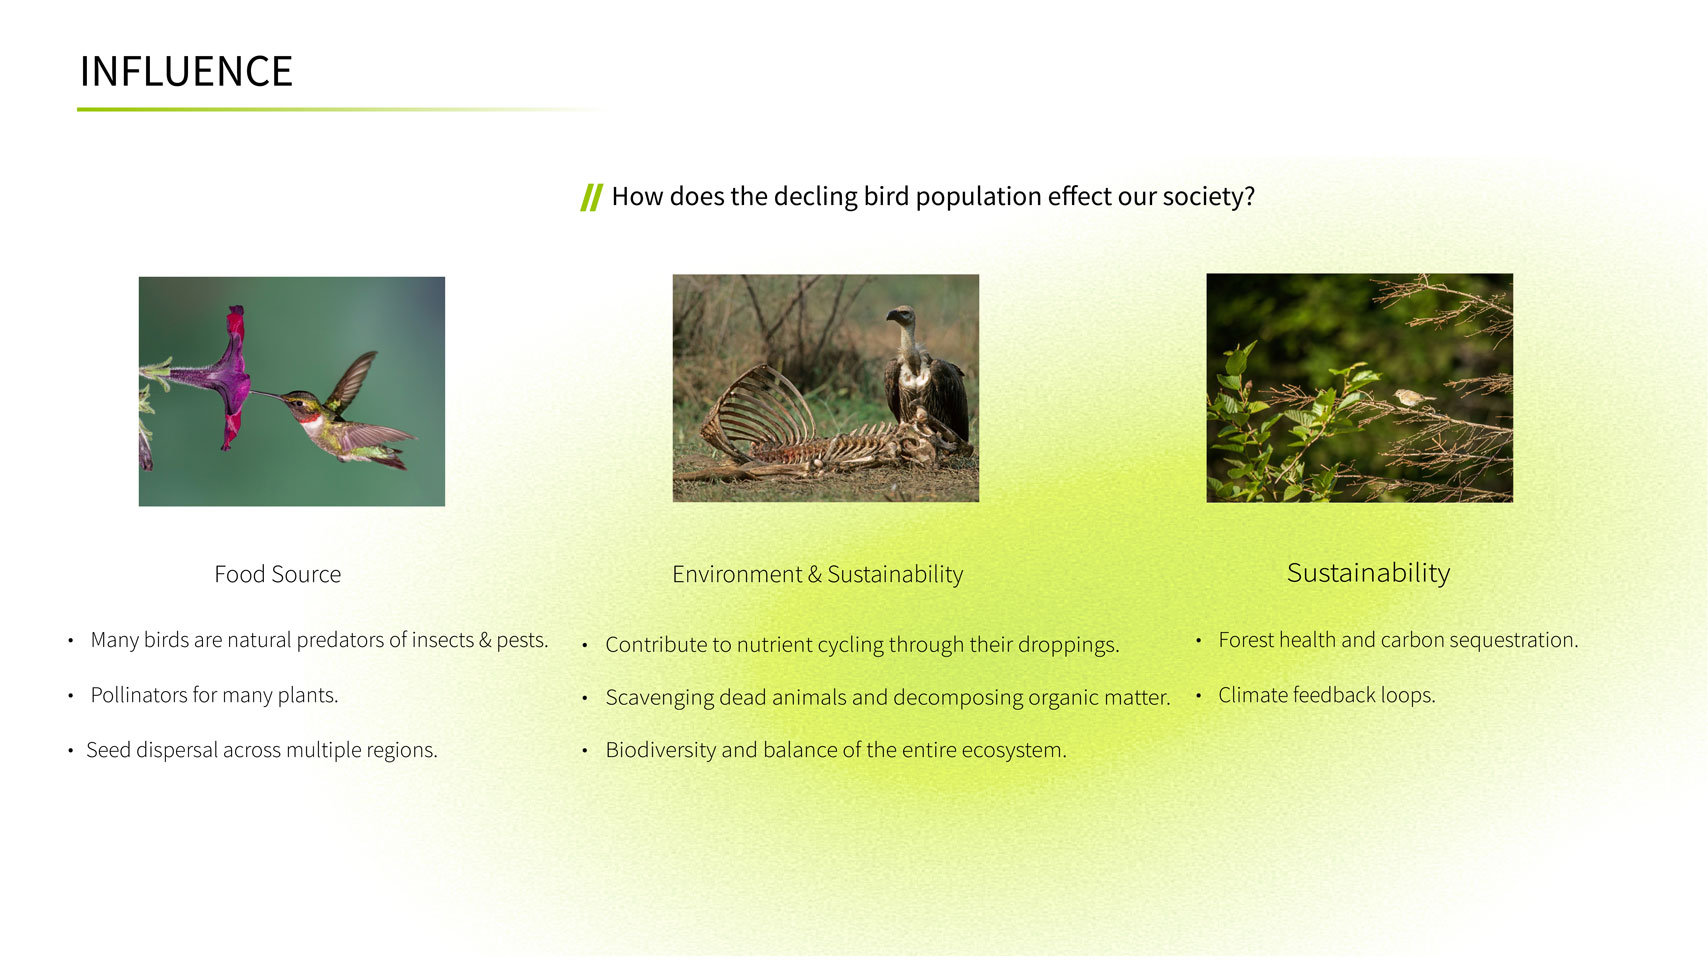 INFLUENCE
// How does the decling bird population effect our society?
Food Source
• Many birds are natural predators of insects & pests.
• Pollinators for many plants.
• Seed dispersal across multiple regions.
Environment & Sustainability
• Contribute to nutrient cycling through their droppings.
• Scavenging dead animals and decomposing organic matter.
• Biodiversity and balance of the entire ecosystem.
Sustainability
• Forest health and carbon sequestration.
• Climate feedback loops.